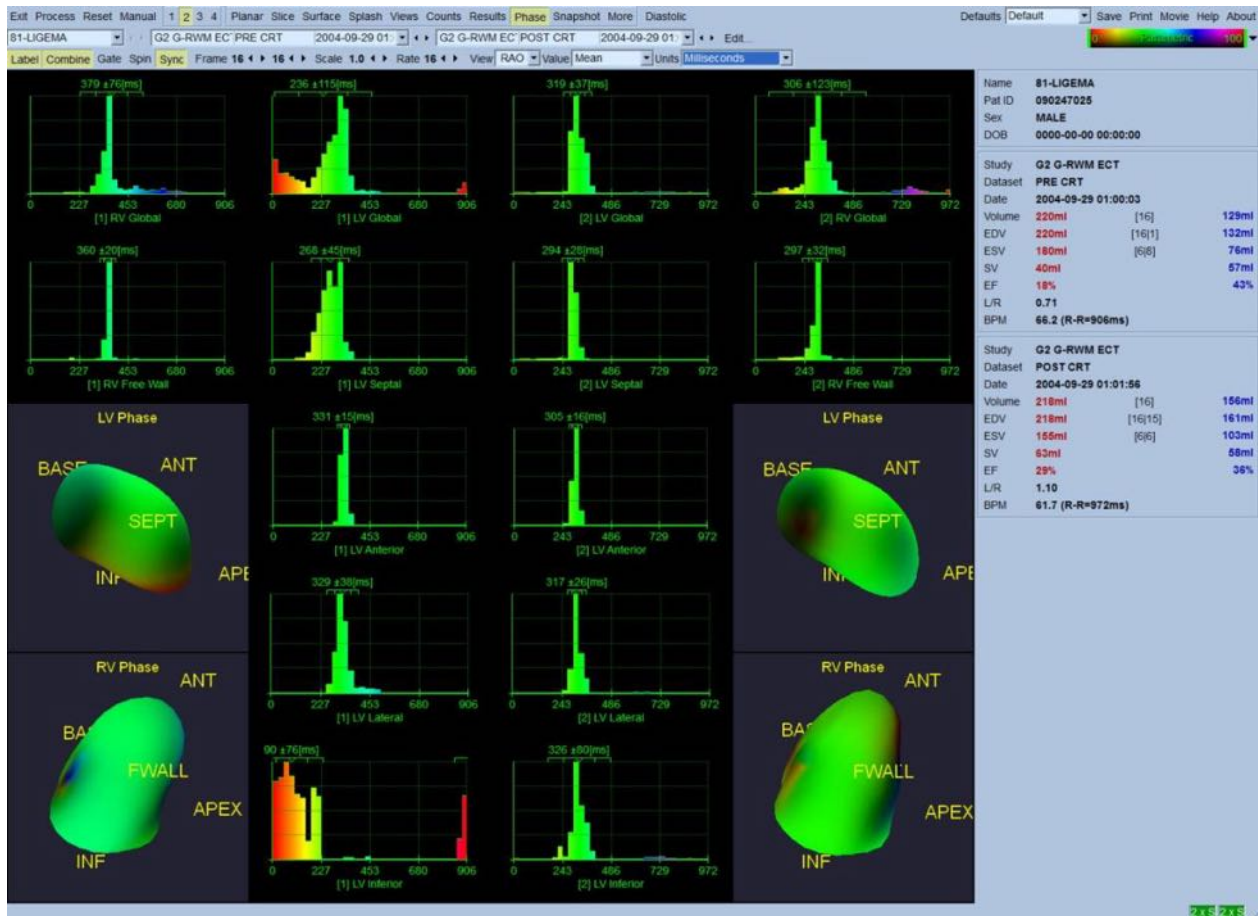 Exit Process Reset Manual 1 2 3 4 Planar Slice Surface Splash Views Counts Results Phase Snapshot More Diastolic Defaults Default Save Print Movie Help About
81-LIGEMA G2 G-RWM EC PRE CRT 2004-09-29 01: G2 G-RWM EC POST CRT 2004-09-29 01: Edit... 0 100
Label Combine Gate Spin Sync Frame 16 16 Scale 1.0 Rate 16 View RAO Value Mean Units Milliseconds
379 ±76[ms] 236 ±115[ms] 319 ±37[ms] 306 ±123[ms]
0 227 453 680 906 0 227 453 680 906 0 243 486 729 972 0 243 486 729 972
[1] RV Global [1] LV Global [2] LV Global [2] RV Global
360 ±20[ms] 268 ±45[ms] 294 ±28[ms] 297 ±32[ms]
0 227 453 680 906 0 227 453 680 906 0 243 486 729 972 0 243 486 729 972
[1] RV Free Wall [1] LV Septal [2] LV Septal [2] RV Free Wall
LV Phase
BASE ANT
SEPT
INF APE
331 ±15[ms] 305 ±16[ms]
0 227 453 680 906 0 243 486 729 972
[1] LV Anterior [2] LV Anterior
LV Phase
BASE ANT
SEPT
INF APE
329 ±38[ms] 317 ±26[ms]
0 227 453 680 906 0 243 486 729 972
[1] LV Lateral [2] LV Lateral
RV Phase
ANT
BA
FWALL
APEX
INF
90 ±76[ms] 326 ±80[ms]
0 227 453 680 906 0 243 486 729 972
[1] LV Inferior [2] LV Inferior
RV Phase
ANT
BA
FWALL
APEX
INF
Name 81-LIGEMA
Pat ID 090247025
Sex MALE
DOB 0000-00-00 00:00:00
Study G2 G-RWM ECT
Dataset PRE CRT
Date 2004-09-29 01:00:03
Volume 220ml [16] 129ml
EDV 220ml [16|1] 132ml
ESV 180ml [6|8] 76ml
SV 40ml 57ml
EF 18% 43%
L/R 0.71
BPM 66.2 (R-R=906ms)
Study G2 G-RWM ECT
Dataset POST CRT
Date 2004-09-29 01:01:56
Volume 218ml [16] 156ml
EDV 218ml [16|15] 161ml
ESV 155ml [6|6] 103ml
SV 63ml 58ml
EF 29% 36%
L/R 1.10
BPM 61.7 (R-R=972ms)
2 x S 2 x S